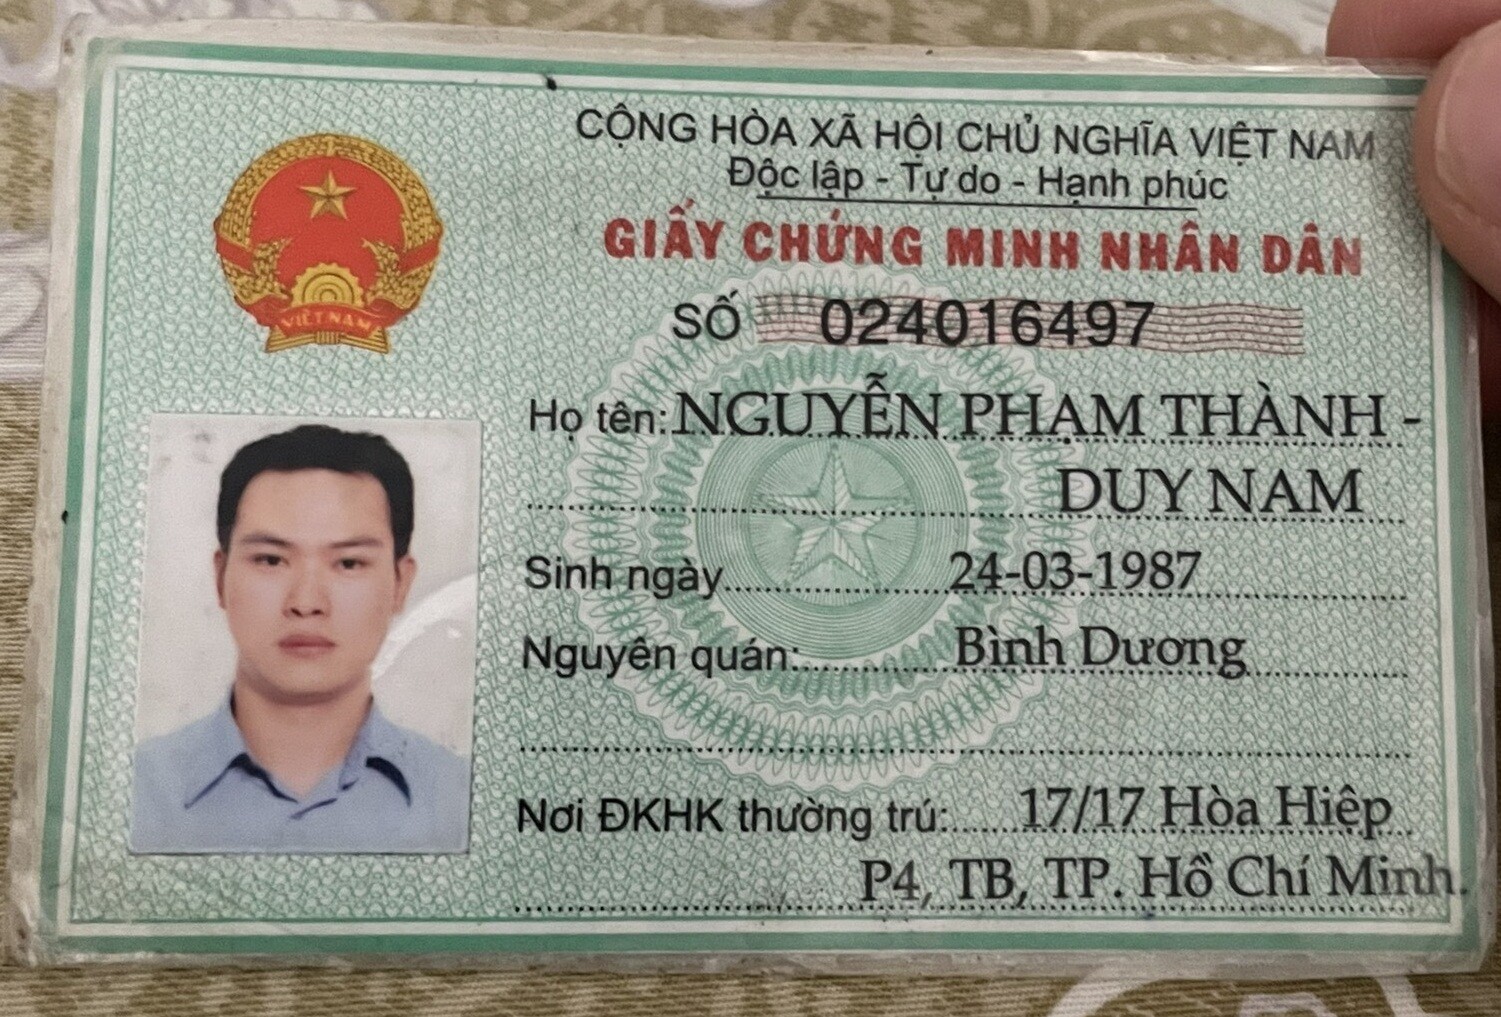 CỘNG HÒA XÃ HỘI CHỦ NGHĨA VIỆT NAM
Độc lập - Tự do - Hạnh phúc
GIẤY CHỨNG MINH NHÂN DÂN
SỐ 024016497
VIỆT NAM
Họ tên: NGUYỄN PHẠM THÀNH -
DUY NAM
Sinh ngày 24-03-1987
Nguyên quán: Bình Dương
Nơi ĐKHK thường trú: 17/17 Hòa Hiệp
P4, TB, TP. Hồ Chí Minh.